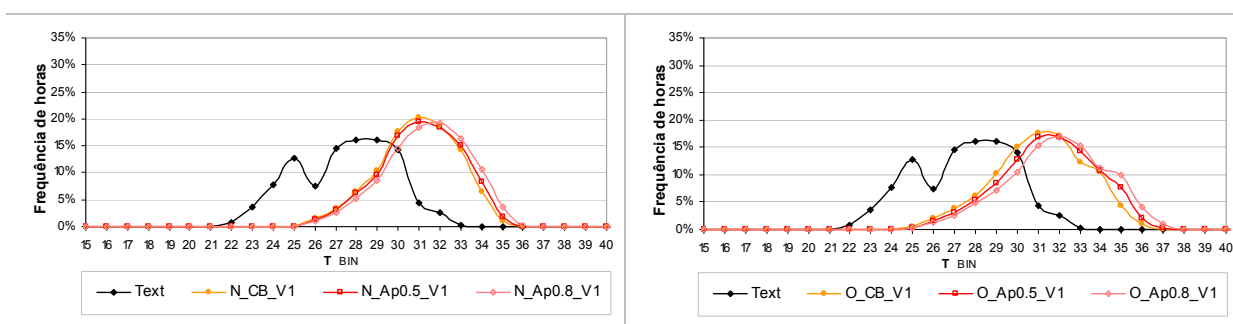 35%
30%
25%
20%
15%
10%
5%
0%
Frequência de horas
15 16 17 18 19 20 21 22 23 24 25 26 27 28 29 30 31 32 33 34 35 36 37 38 39 40
T BIN
Text N_CB_V1 N_Ap0.5_V1 N_Ap0.8_V1
35%
30%
25%
20%
15%
10%
5%
0%
Frequência de horas
15 16 17 18 19 20 21 22 23 24 25 26 27 28 29 30 31 32 33 34 35 36 37 38 39 40
T BIN
Text O_CB_V1 O_Ap0.5_V1 O_Ap0.8_V1